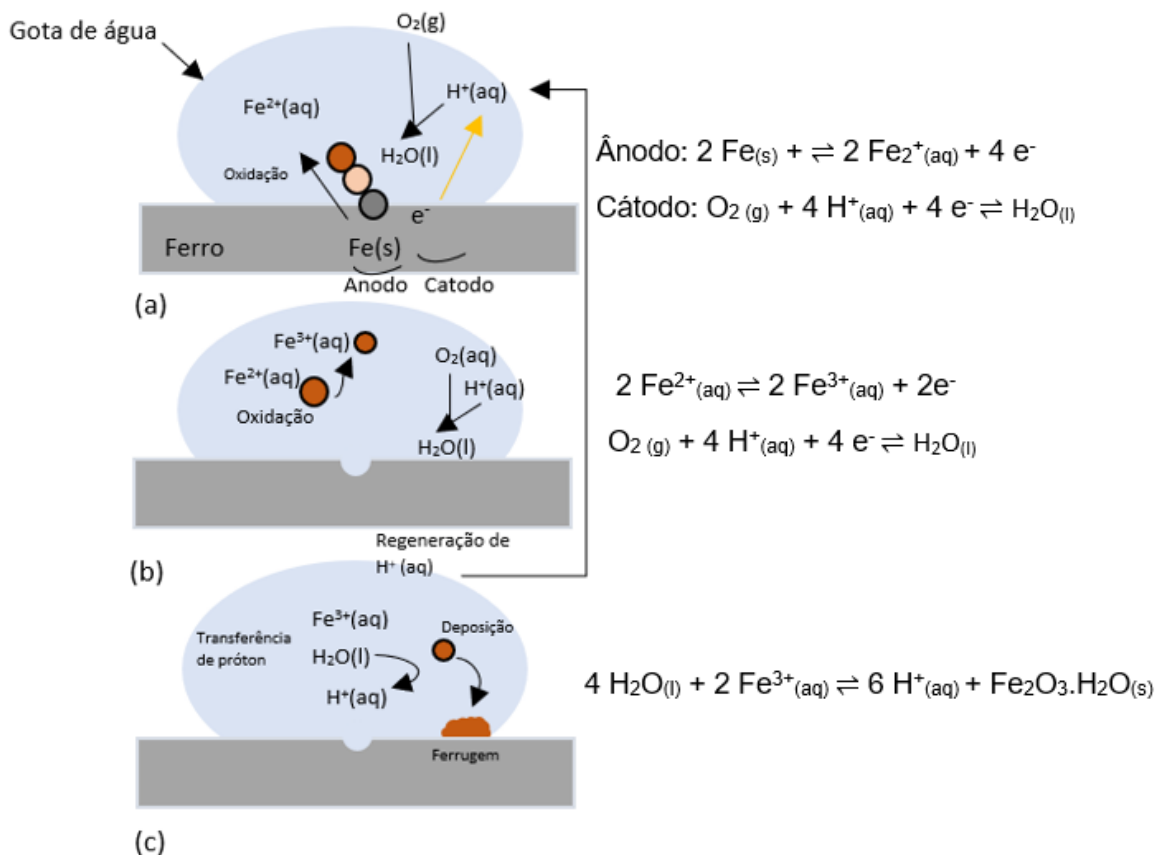 Gota de água
O₂(g)
H⁺(aq)
Fe²⁺(aq)
H₂O(l)
Oxidação
e⁻
Ferro
Fe(s)
Anodo Catodo
(a)
Ânodo: 2 Fe(s) + ⇌ 2 Fe₂⁺(aq) + 4 e⁻
Cátodo: O₂ (g) + 4 H⁺(aq) + 4 e⁻ ⇌ H₂O(l)
Fe³⁺(aq)
O₂(aq)
Fe²⁺(aq)
H⁺(aq)
Oxidação
H₂O(l)
(b)
2 Fe²⁺(aq) ⇌ 2 Fe³⁺(aq) + 2e⁻
O₂ (g) + 4 H⁺(aq) + 4 e⁻ ⇌ H₂O(l)
Regeneração de
H⁺ (aq)
Fe³⁺(aq)
Deposição
Transferência
de próton
H₂O(l)
H⁺(aq)
Ferrugem
(c)
4 H₂O(l) + 2 Fe³⁺(aq) ⇌ 6 H⁺(aq) + Fe₂O₃.H₂O(s)